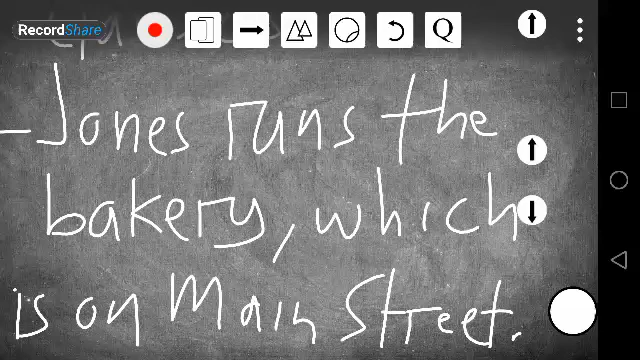 RecordShare
Q
-Jones runs the
bakery, which
is on Main Street.